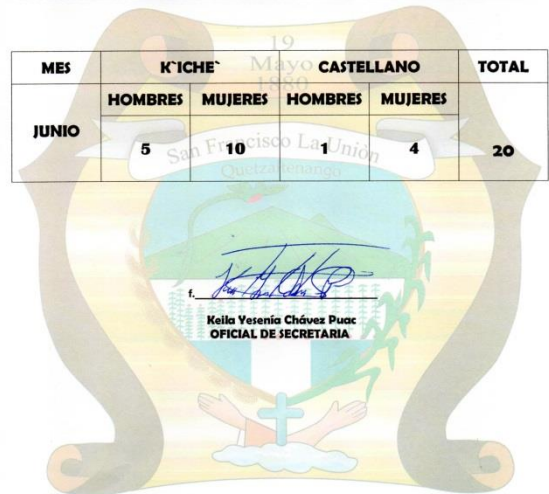 19
Mayo
1880
MES K`ICHE` CASTELLANO TOTAL
HOMBRES MUJERES HOMBRES MUJERES
JUNIO
5 10 1 4 20
San Francisco La Unión
Quetzaltenango
f.
Keila Yesenía Chávez Puac
OFICIAL DE SECRETARIA